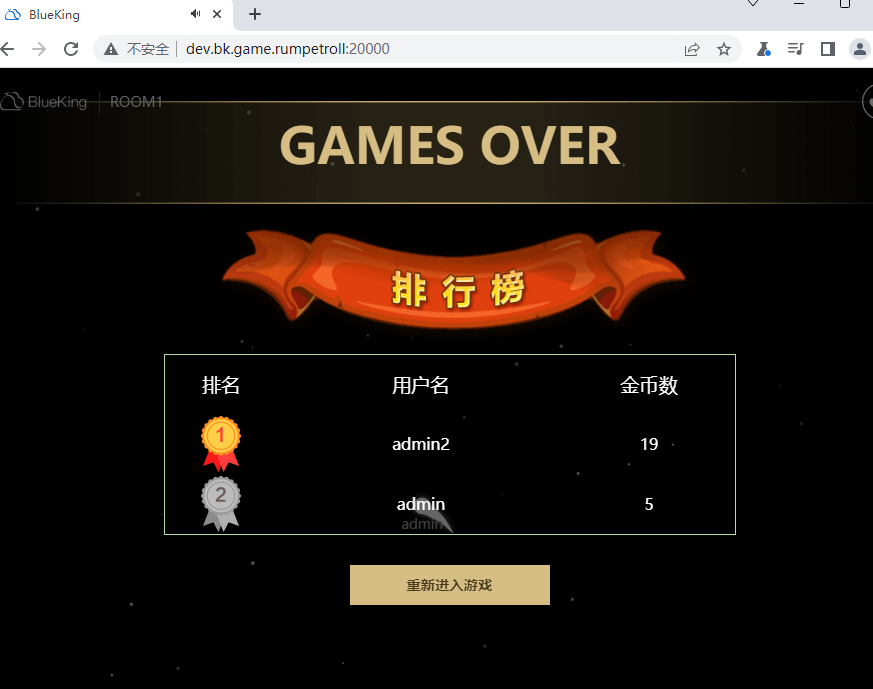 BlueKing
不安全 dev.bk.game.rumpetroll:20000
BlueKing ROOM1
GAMES OVER
排行榜
排名 用户名 金币数
1 admin2 19
2 admin 5
admin
重新进入游戏